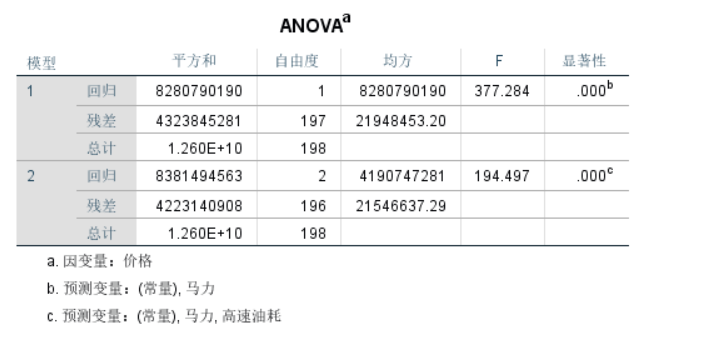 ANOVAa
模型 平方和 自由度 均方 F 显著性
1 回归 8280790190 1 8280790190 377.284 .000b
残差 4323845281 197 21948453.20
总计 1.260E+10 198
2 回归 8381494563 2 4190747281 194.497 .000c
残差 4223140908 196 21546637.29
总计 1.260E+10 198
a. 因变量：价格
b. 预测变量：(常量), 马力
c. 预测变量：(常量), 马力, 高速油耗